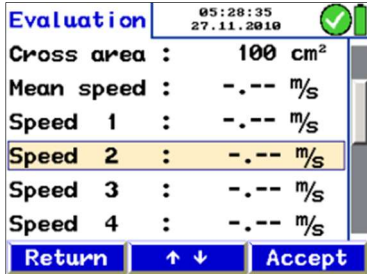 Evaluation
05:28:35
27.11.2010
Cross area : 100 cm²
Mean speed : -.-- m/s
Speed 1 : -.-- m/s
Speed 2 : -.-- m/s
Speed 3 : -.-- m/s
Speed 4 : -.-- m/s
Return ↑ ↓ Accept